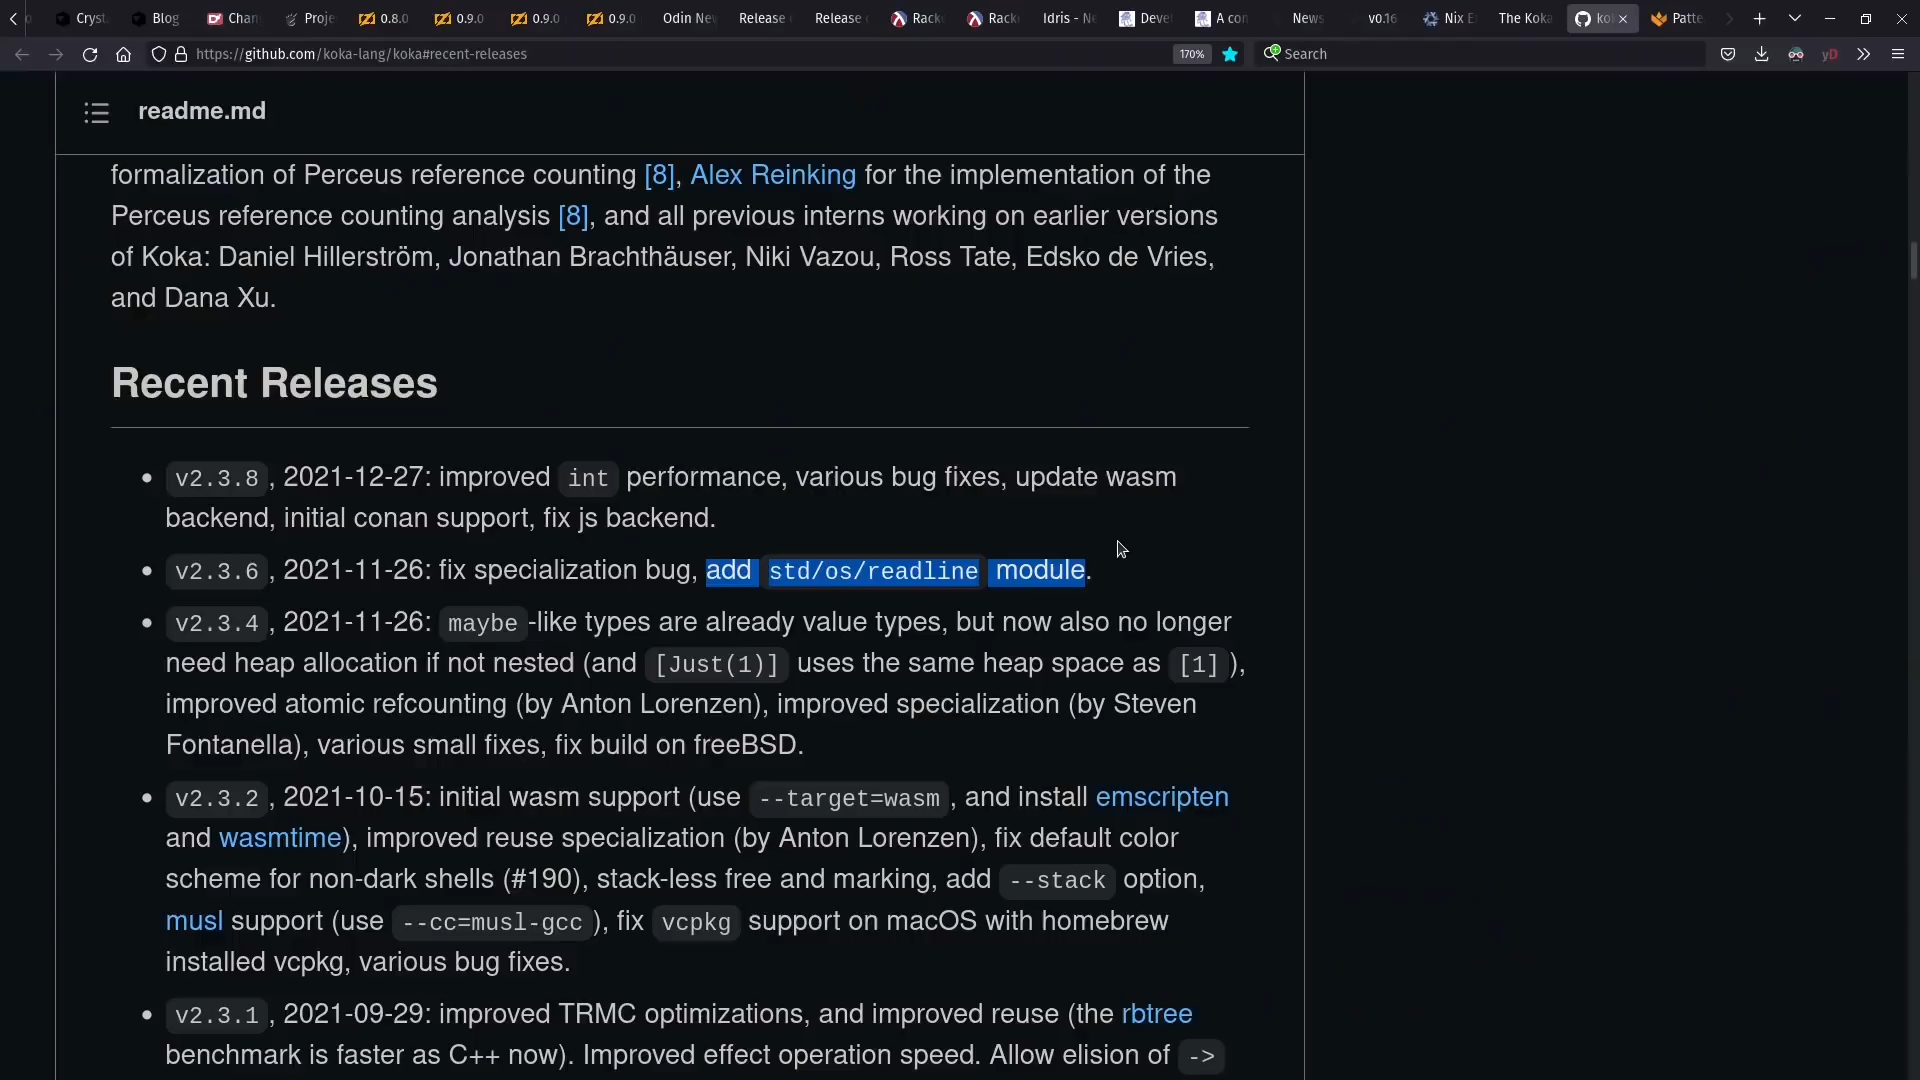 Cryst
Blog
Chan
Proje
0.8.0
0.9.0
0.9.0
0.9.0
Odin Ne
Release
Release
Rack
Rack
Idris - N
Deve
A con
News
v0.16
Nix E
The Koka
ko
Patte
https://github.com/koka-lang/koka#recent-releases
170%
Search
readme.md
formalization of Perceus reference counting [8], Alex Reinking for the implementation of the
Perceus reference counting analysis [8], and all previous interns working on earlier versions
of Koka: Daniel Hillerström, Jonathan Brachthäuser, Niki Vazou, Ross Tate, Edsko de Vries,
and Dana Xu.
Recent Releases
• v2.3.8 , 2021-12-27: improved int performance, various bug fixes, update wasm
backend, initial conan support, fix js backend.
• v2.3.6 , 2021-11-26: fix specialization bug, add std/os/readline module.
• v2.3.4 , 2021-11-26: maybe -like types are already value types, but now also no longer
need heap allocation if not nested (and [Just(1)] uses the same heap space as [1] ),
improved atomic refcounting (by Anton Lorenzen), improved specialization (by Steven
Fontanella), various small fixes, fix build on freeBSD.
• v2.3.2 , 2021-10-15: initial wasm support (use --target=wasm , and install emscripten
and wasmtime), improved reuse specialization (by Anton Lorenzen), fix default color
scheme for non-dark shells (#190), stack-less free and marking, add --stack option,
musl support (use --cc=musl-gcc ), fix vcpkg support on macOS with homebrew
installed vcpkg, various bug fixes.
• v2.3.1 , 2021-09-29: improved TRMC optimizations, and improved reuse (the rbtree
benchmark is faster as C++ now). Improved effect operation speed. Allow elision of ->